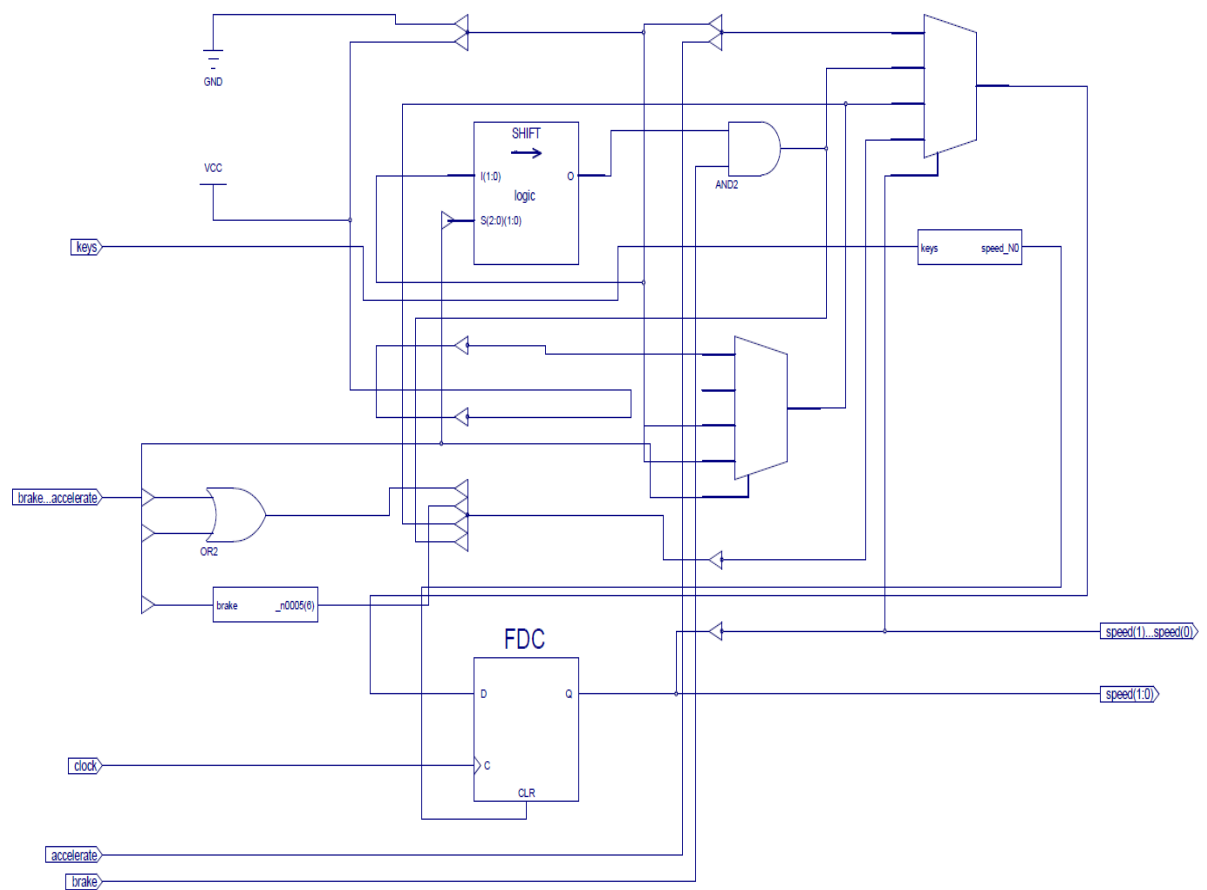 GND
SHIFT
I(1:0)
O
logic
S(2:0)(1:0)
AND2
VCC
keys
keys
speed_N0
brake...accelerate
OR2
brake
_n0005(6)
speed(1)...speed(0)
FDC
D
Q
speed(1:0)
clock
C
CLR
accelerate
brake